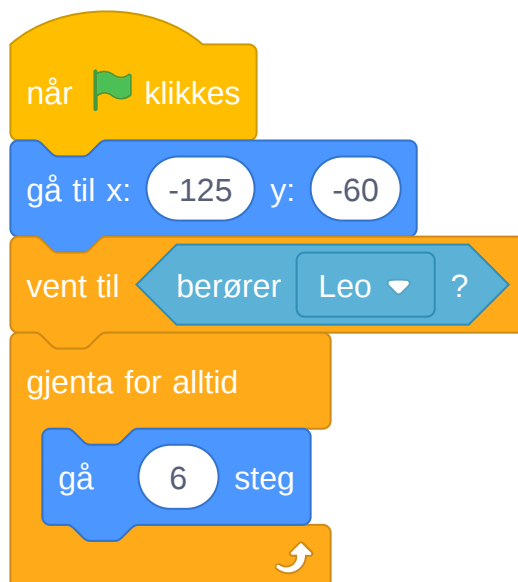 når klikkes
gå til x: -125 y: -60
vent til berører Leo ?
gjenta for alltid
gå 6 steg